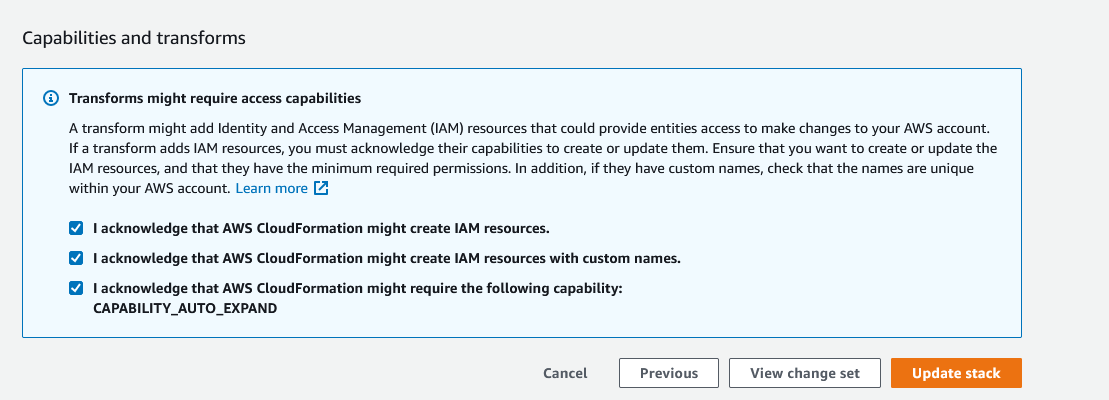 Capabilities and transforms
Transforms might require access capabilities
A transform might add Identity and Access Management (IAM) resources that could provide entities access to make changes to your AWS account.
If a transform adds IAM resources, you must acknowledge their capabilities to create or update them. Ensure that you want to create or update the
IAM resources, and that they have the minimum required permissions. In addition, if they have custom names, check that the names are unique
within your AWS account. Learn more
I acknowledge that AWS CloudFormation might create IAM resources.
I acknowledge that AWS CloudFormation might create IAM resources with custom names.
I acknowledge that AWS CloudFormation might require the following capability:
CAPABILITY_AUTO_EXPAND
Cancel Previous View change set Update stack